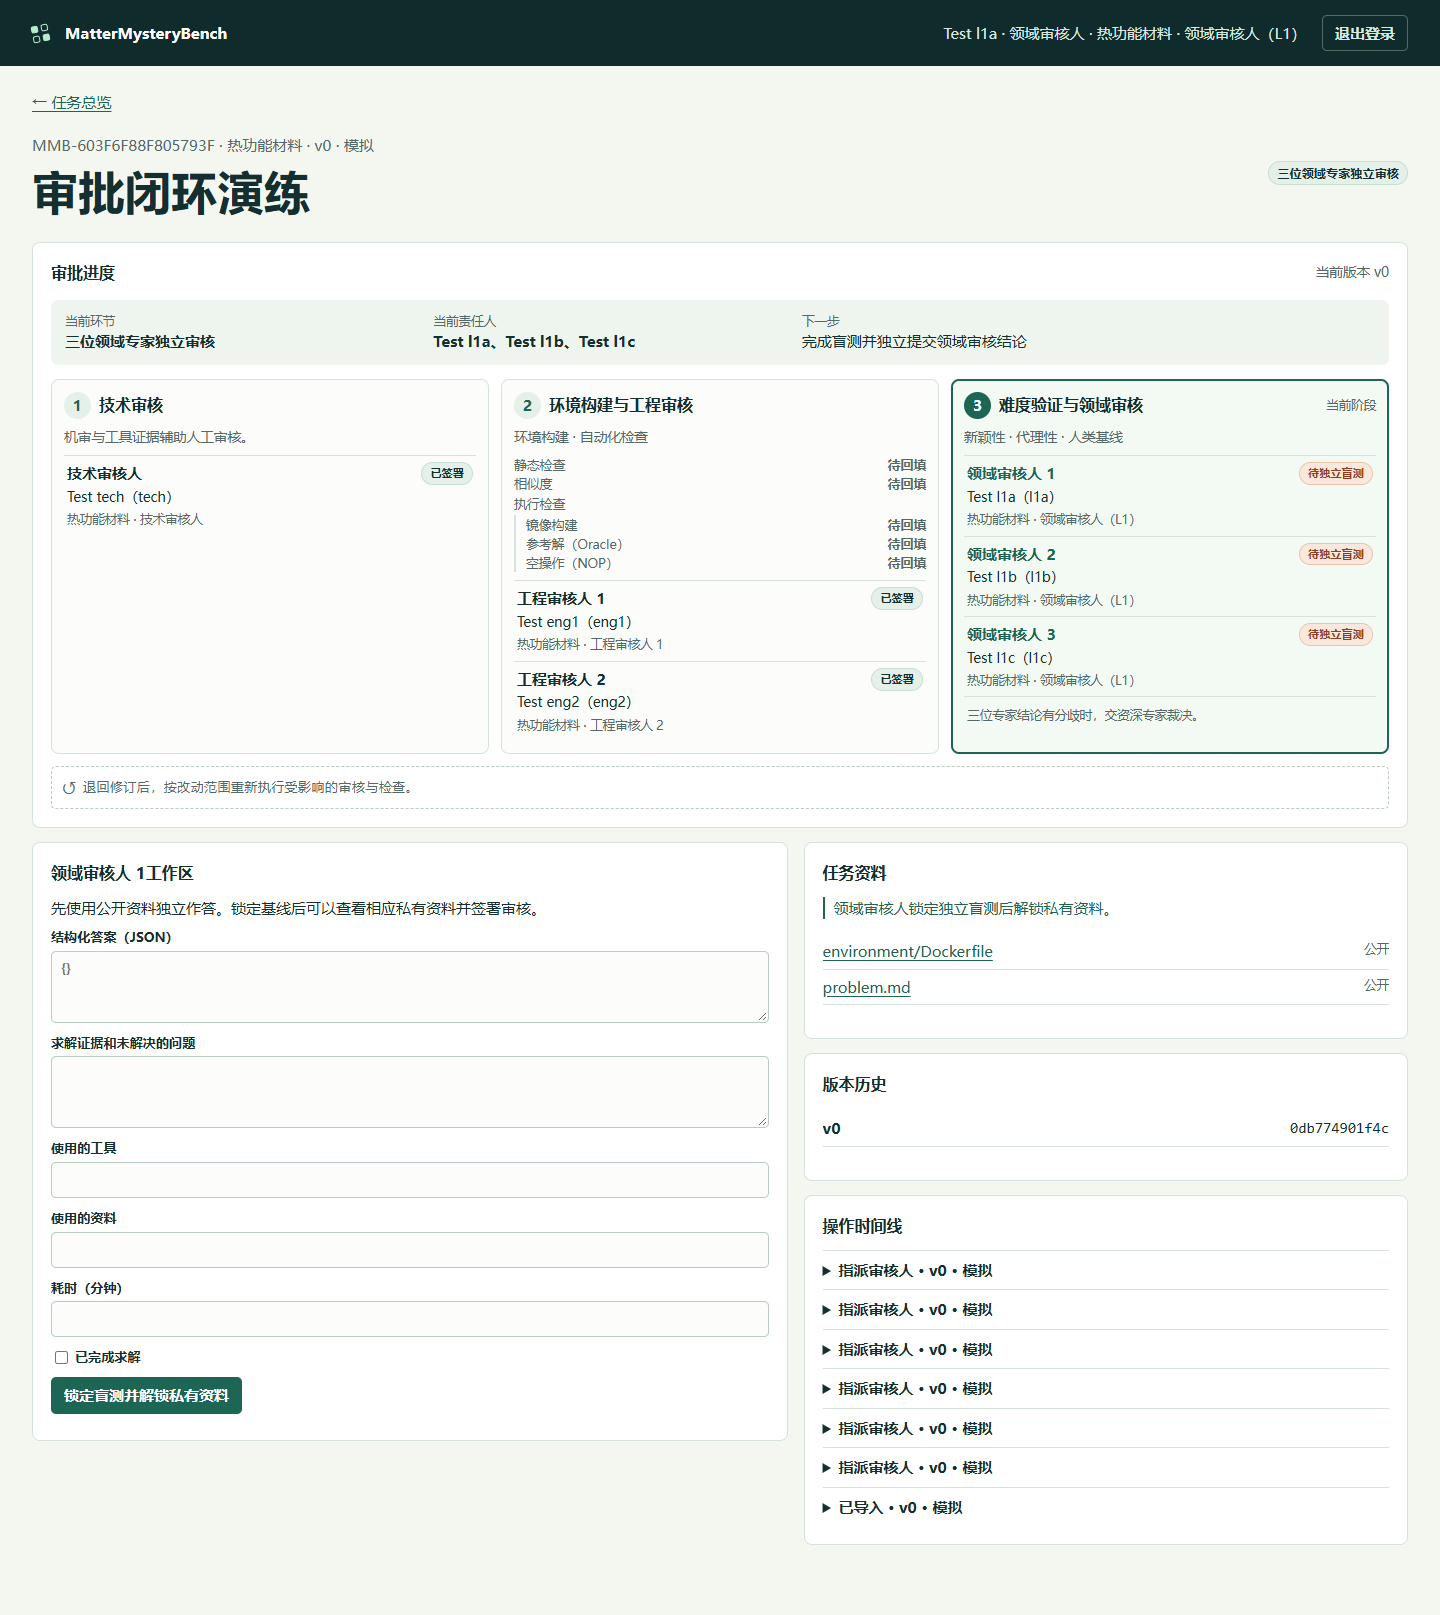 MatterMysteryBench
Test l1a · 领域审核人 · 热功能材料 · 领域审核人（L1）
退出登录
← 任务总览
MMB-603F6F88F805793F · 热功能材料 · v0 · 模拟
审批闭环演练
三位领域专家独立审核
审批进度
当前版本 v0
当前环节
三位领域专家独立审核
当前责任人
Test l1a、Test l1b、Test l1c
下一步
完成盲测并独立提交领域审核结论
1 技术审核
机审与工具证据辅助人工审核。
技术审核人
已签署
Test tech（tech）
热功能材料 · 技术审核人
2 环境构建与工程审核
环境构建 · 自动化检查
静态检查 待回填
相似度 待回填
执行检查
镜像构建 待回填
参考解（Oracle） 待回填
空操作（NOP） 待回填
工程审核人 1
已签署
Test eng1（eng1）
热功能材料 · 工程审核人 1
工程审核人 2
已签署
Test eng2（eng2）
热功能材料 · 工程审核人 2
3 难度验证与领域审核
当前阶段
新颖性 · 代理性 · 人类基线
领域审核人 1
待独立盲测
Test l1a（l1a）
热功能材料 · 领域审核人（L1）
领域审核人 2
待独立盲测
Test l1b（l1b）
热功能材料 · 领域审核人（L1）
领域审核人 3
待独立盲测
Test l1c（l1c）
热功能材料 · 领域审核人（L1）
三位专家结论有分歧时，交资深专家裁决。
↺ 退回修订后，按改动范围重新执行受影响的审核与检查。
领域审核人 1工作区
先使用公开资料独立作答。锁定基线后可以查看相应私有资料并签署审核。
结构化答案（JSON）
{}
求解证据和未解决的问题
使用的工具
使用的资料
耗时（分钟）
已完成求解
锁定盲测并解锁私有资料
任务资料
领域审核人锁定独立盲测后解锁私有资料。
environment/Dockerfile 公开
problem.md 公开
版本历史
v0 0db774901f4c
操作时间线
▶ 指派审核人 • v0 • 模拟
▶ 指派审核人 • v0 • 模拟
▶ 指派审核人 • v0 • 模拟
▶ 指派审核人 • v0 • 模拟
▶ 指派审核人 • v0 • 模拟
▶ 指派审核人 • v0 • 模拟
▶ 已导入 • v0 • 模拟